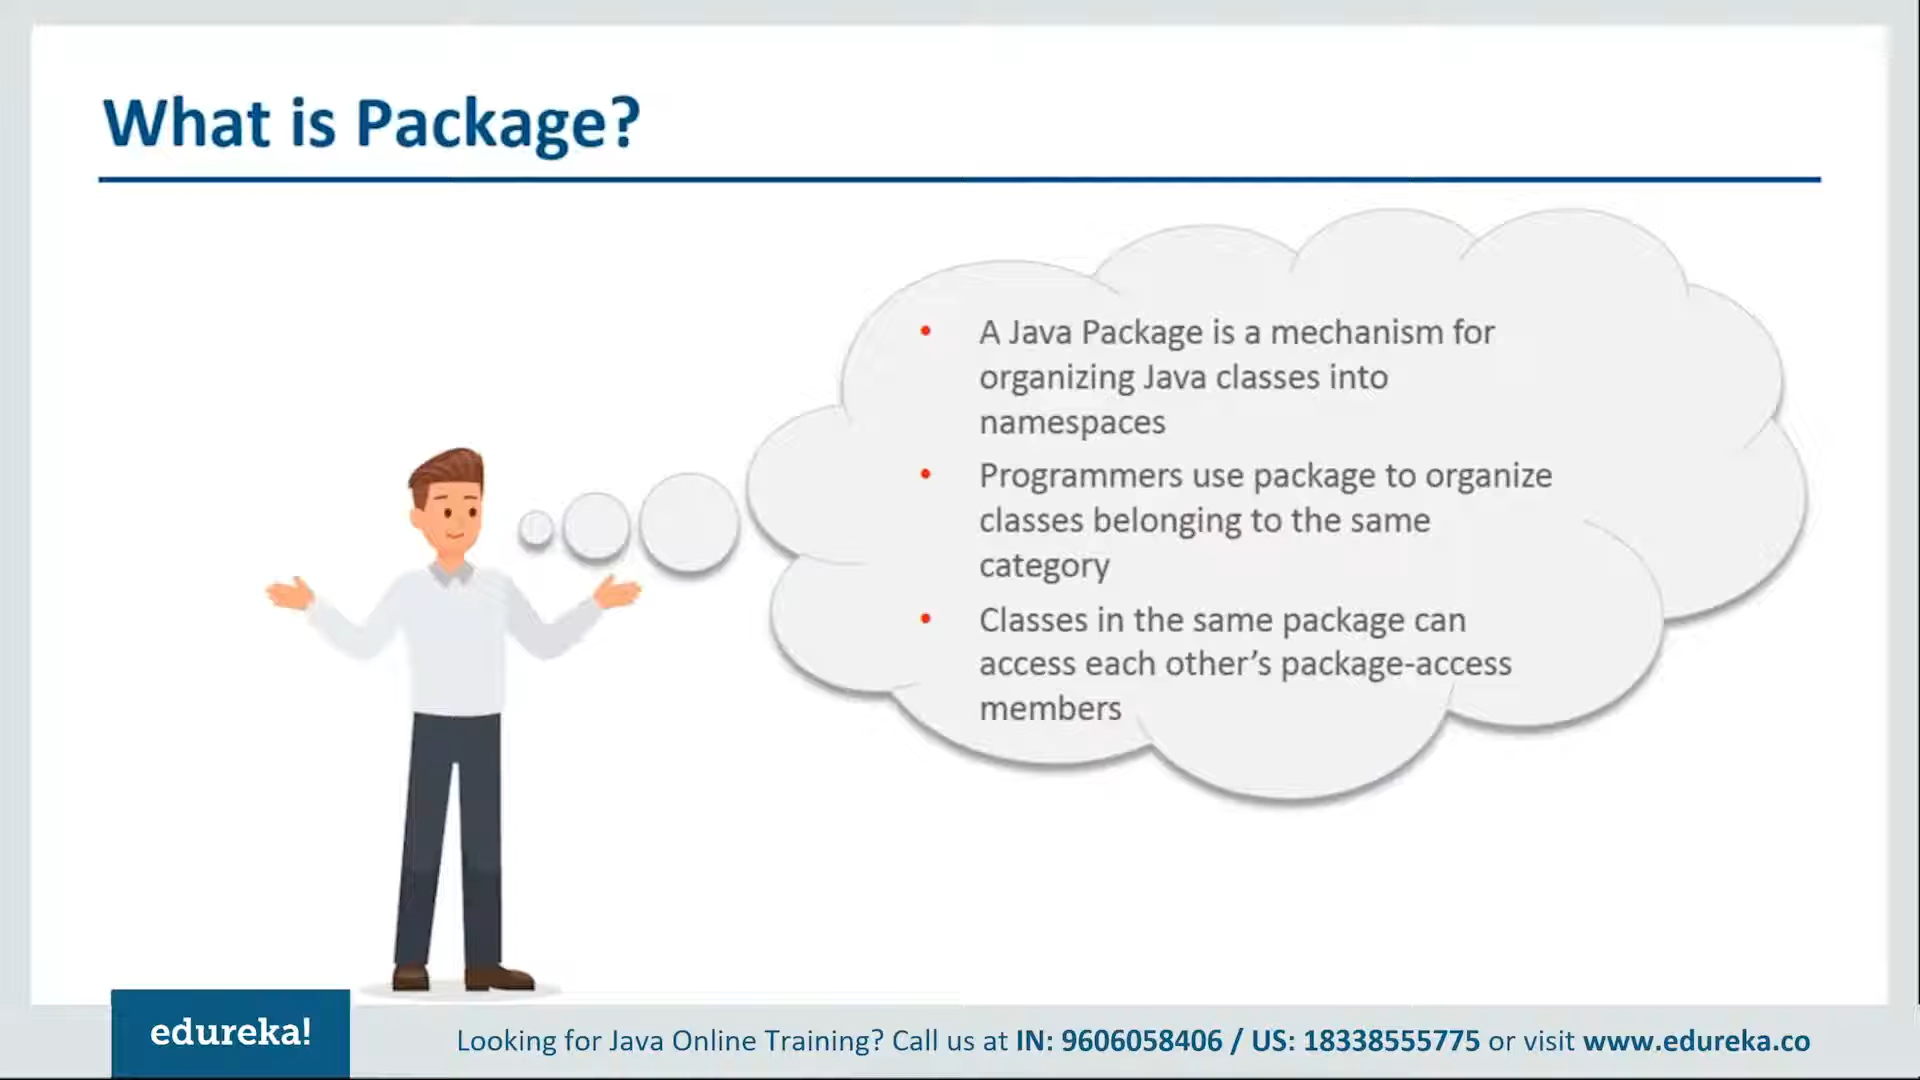 What is Package?
• A Java Package is a mechanism for
organizing Java classes into
namespaces
• Programmers use package to organize
classes belonging to the same
category
• Classes in the same package can
access each other’s package-access
members
edureka!
Looking for Java Online Training? Call us at IN: 9606058406 / US: 18338555775 or visit www.edureka.co